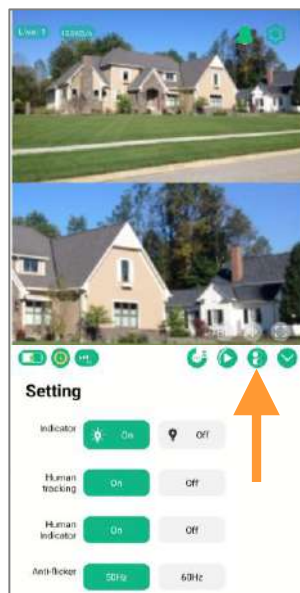 Live: 1
Setting
Indicator
On
Off
Human
tracking
On
Off
Human
Indicator
On
Off
Anti-flicker
50Hz
60Hz